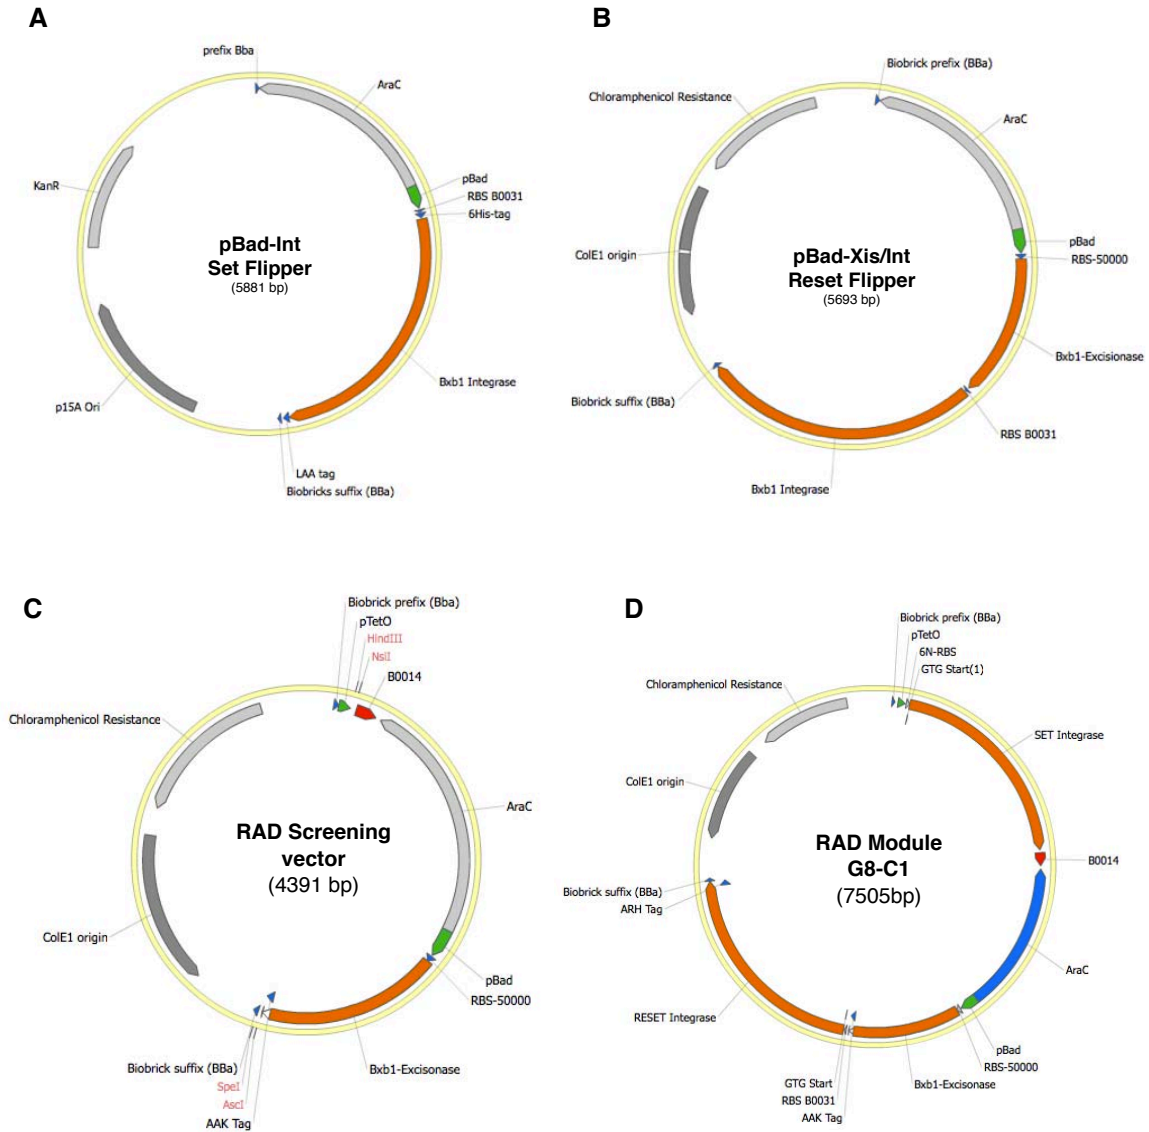 A
prefix Bba
AraC
KanR
pBad
RBS B0031
6His-tag
pBad-Int
Set Flipper
(5881 bp)
Bxb1 Integrase
p15A Ori
LAA tag
Biobricks suffix (BBa)
B
Biobrick prefix (BBa)
Chloramphenicol Resistance
AraC
pBad
RBS-50000
ColE1 origin
pBad-Xis/Int
Reset Flipper
(5693 bp)
Bxb1-Excisionase
Biobrick suffix (BBa)
RBS B0031
Bxb1 Integrase
C
Biobrick prefix (Bba)
pTetO
HindIII
NsiI
B0014
Chloramphenicol Resistance
AraC
RAD Screening
vector
(4391 bp)
ColE1 origin
pBad
RBS-50000
Biobrick suffix (BBa)
Bxb1-Excisonase
SpeI
AscI
AAK Tag
D
Biobrick prefix (BBa)
pTetO
6N-RBS
GTG Start(1)
Chloramphenicol Resistance
SET Integrase
ColE1 origin
RAD Module
G8-C1
(7505bp)
B0014
Biobrick suffix (BBa)
ARH Tag
AraC
RESET Integrase
pBad
RBS-50000
GTG Start
Bxb1-Excisonase
RBS B0031
AAK Tag